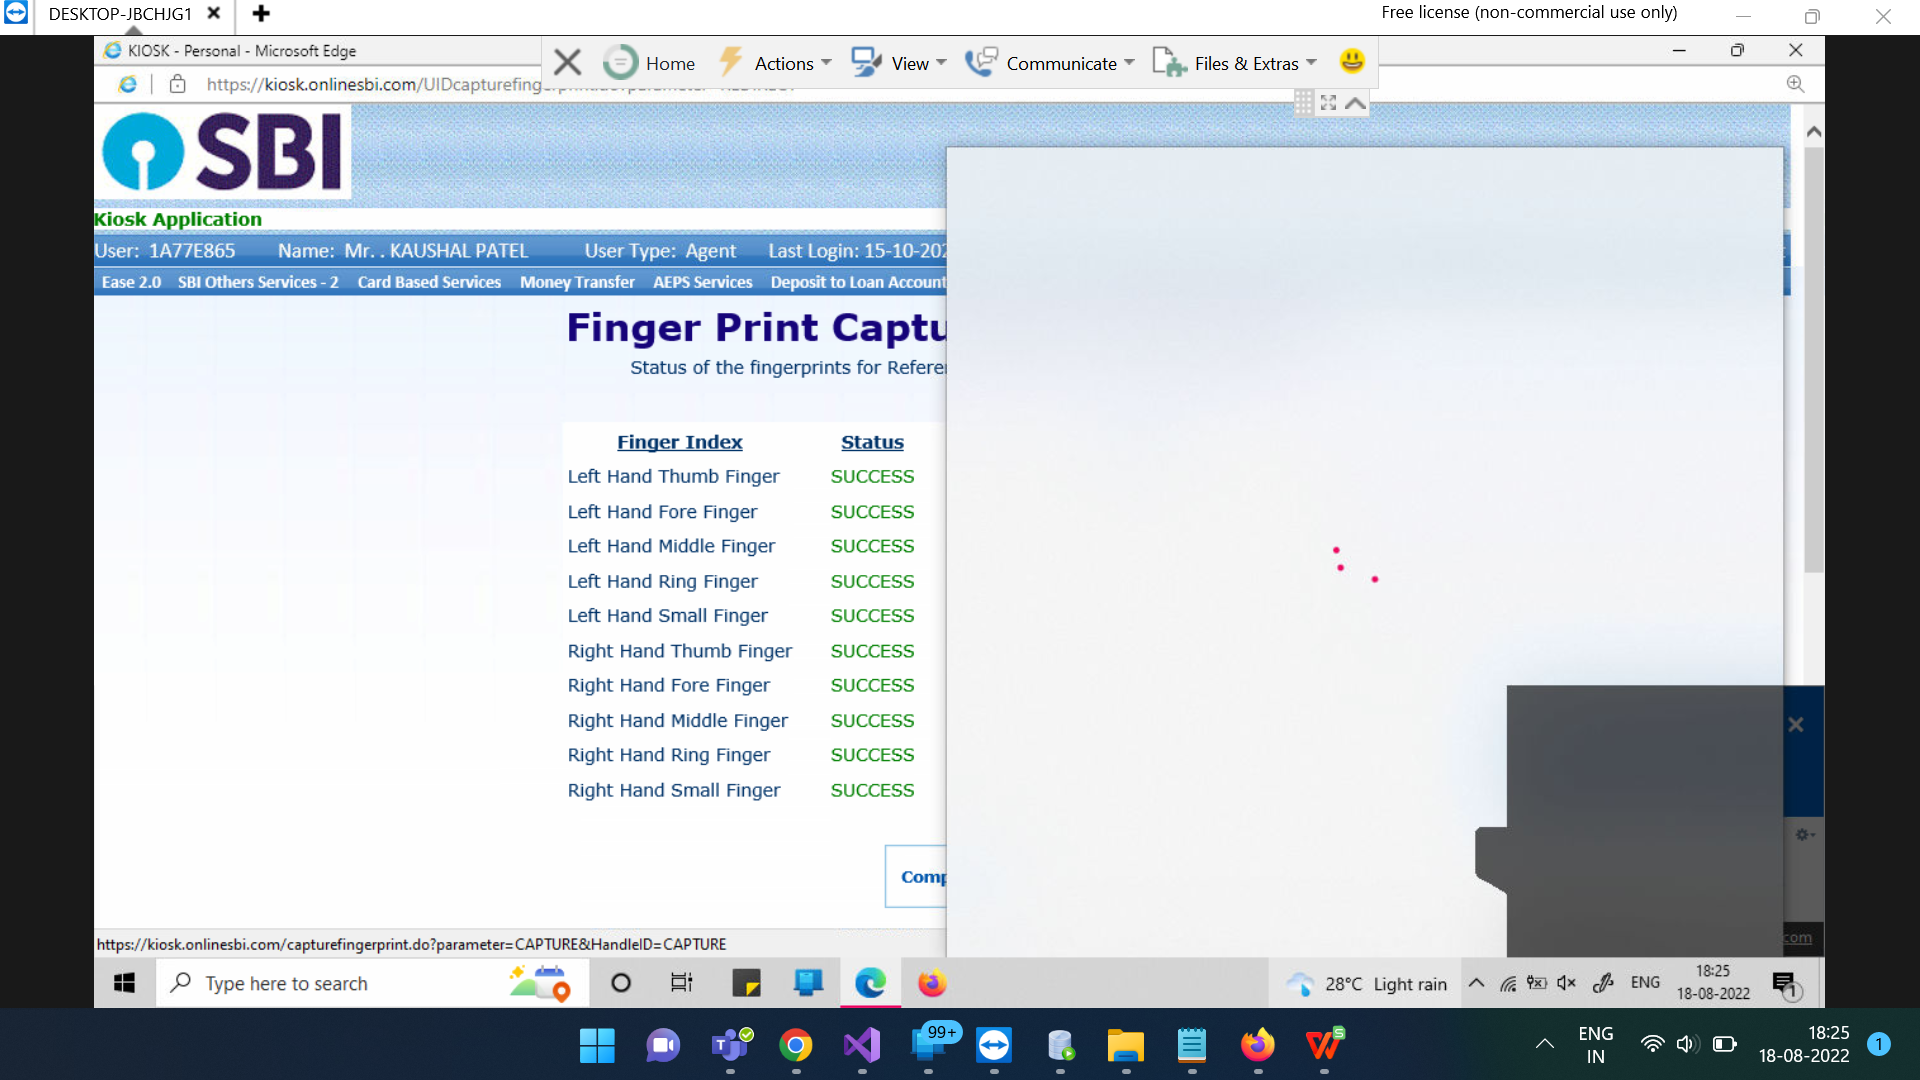 DESKTOP-JBCHJG1
Free license (non-commercial use only)
KIOSK - Personal - Microsoft Edge
Home Actions View Communicate Files & Extras
https://kiosk.onlinesbi.com/UIDcapturefinge
SBI
Kiosk Application
User: 1A77E865 Name: Mr. . KAUSHAL PATEL User Type: Agent Last Login: 15-10-202
Ease 2.0 SBI Others Services - 2 Card Based Services Money Transfer AEPS Services Deposit to Loan Account
Finger Print Captu
Status of the fingerprints for Refere
Finger Index Status
Left Hand Thumb Finger SUCCESS
Left Hand Fore Finger SUCCESS
Left Hand Middle Finger SUCCESS
Left Hand Ring Finger SUCCESS
Left Hand Small Finger SUCCESS
Right Hand Thumb Finger SUCCESS
Right Hand Fore Finger SUCCESS
Right Hand Middle Finger SUCCESS
Right Hand Ring Finger SUCCESS
Right Hand Small Finger SUCCESS
Comp
com
https://kiosk.onlinesbi.com/capturefingerprint.do?parameter=CAPTURE&HandleID=CAPTURE
Type here to search
28°C Light rain
ENG
18:25
18-08-2022
1
99+
ENG
IN
18:25
18-08-2022
1